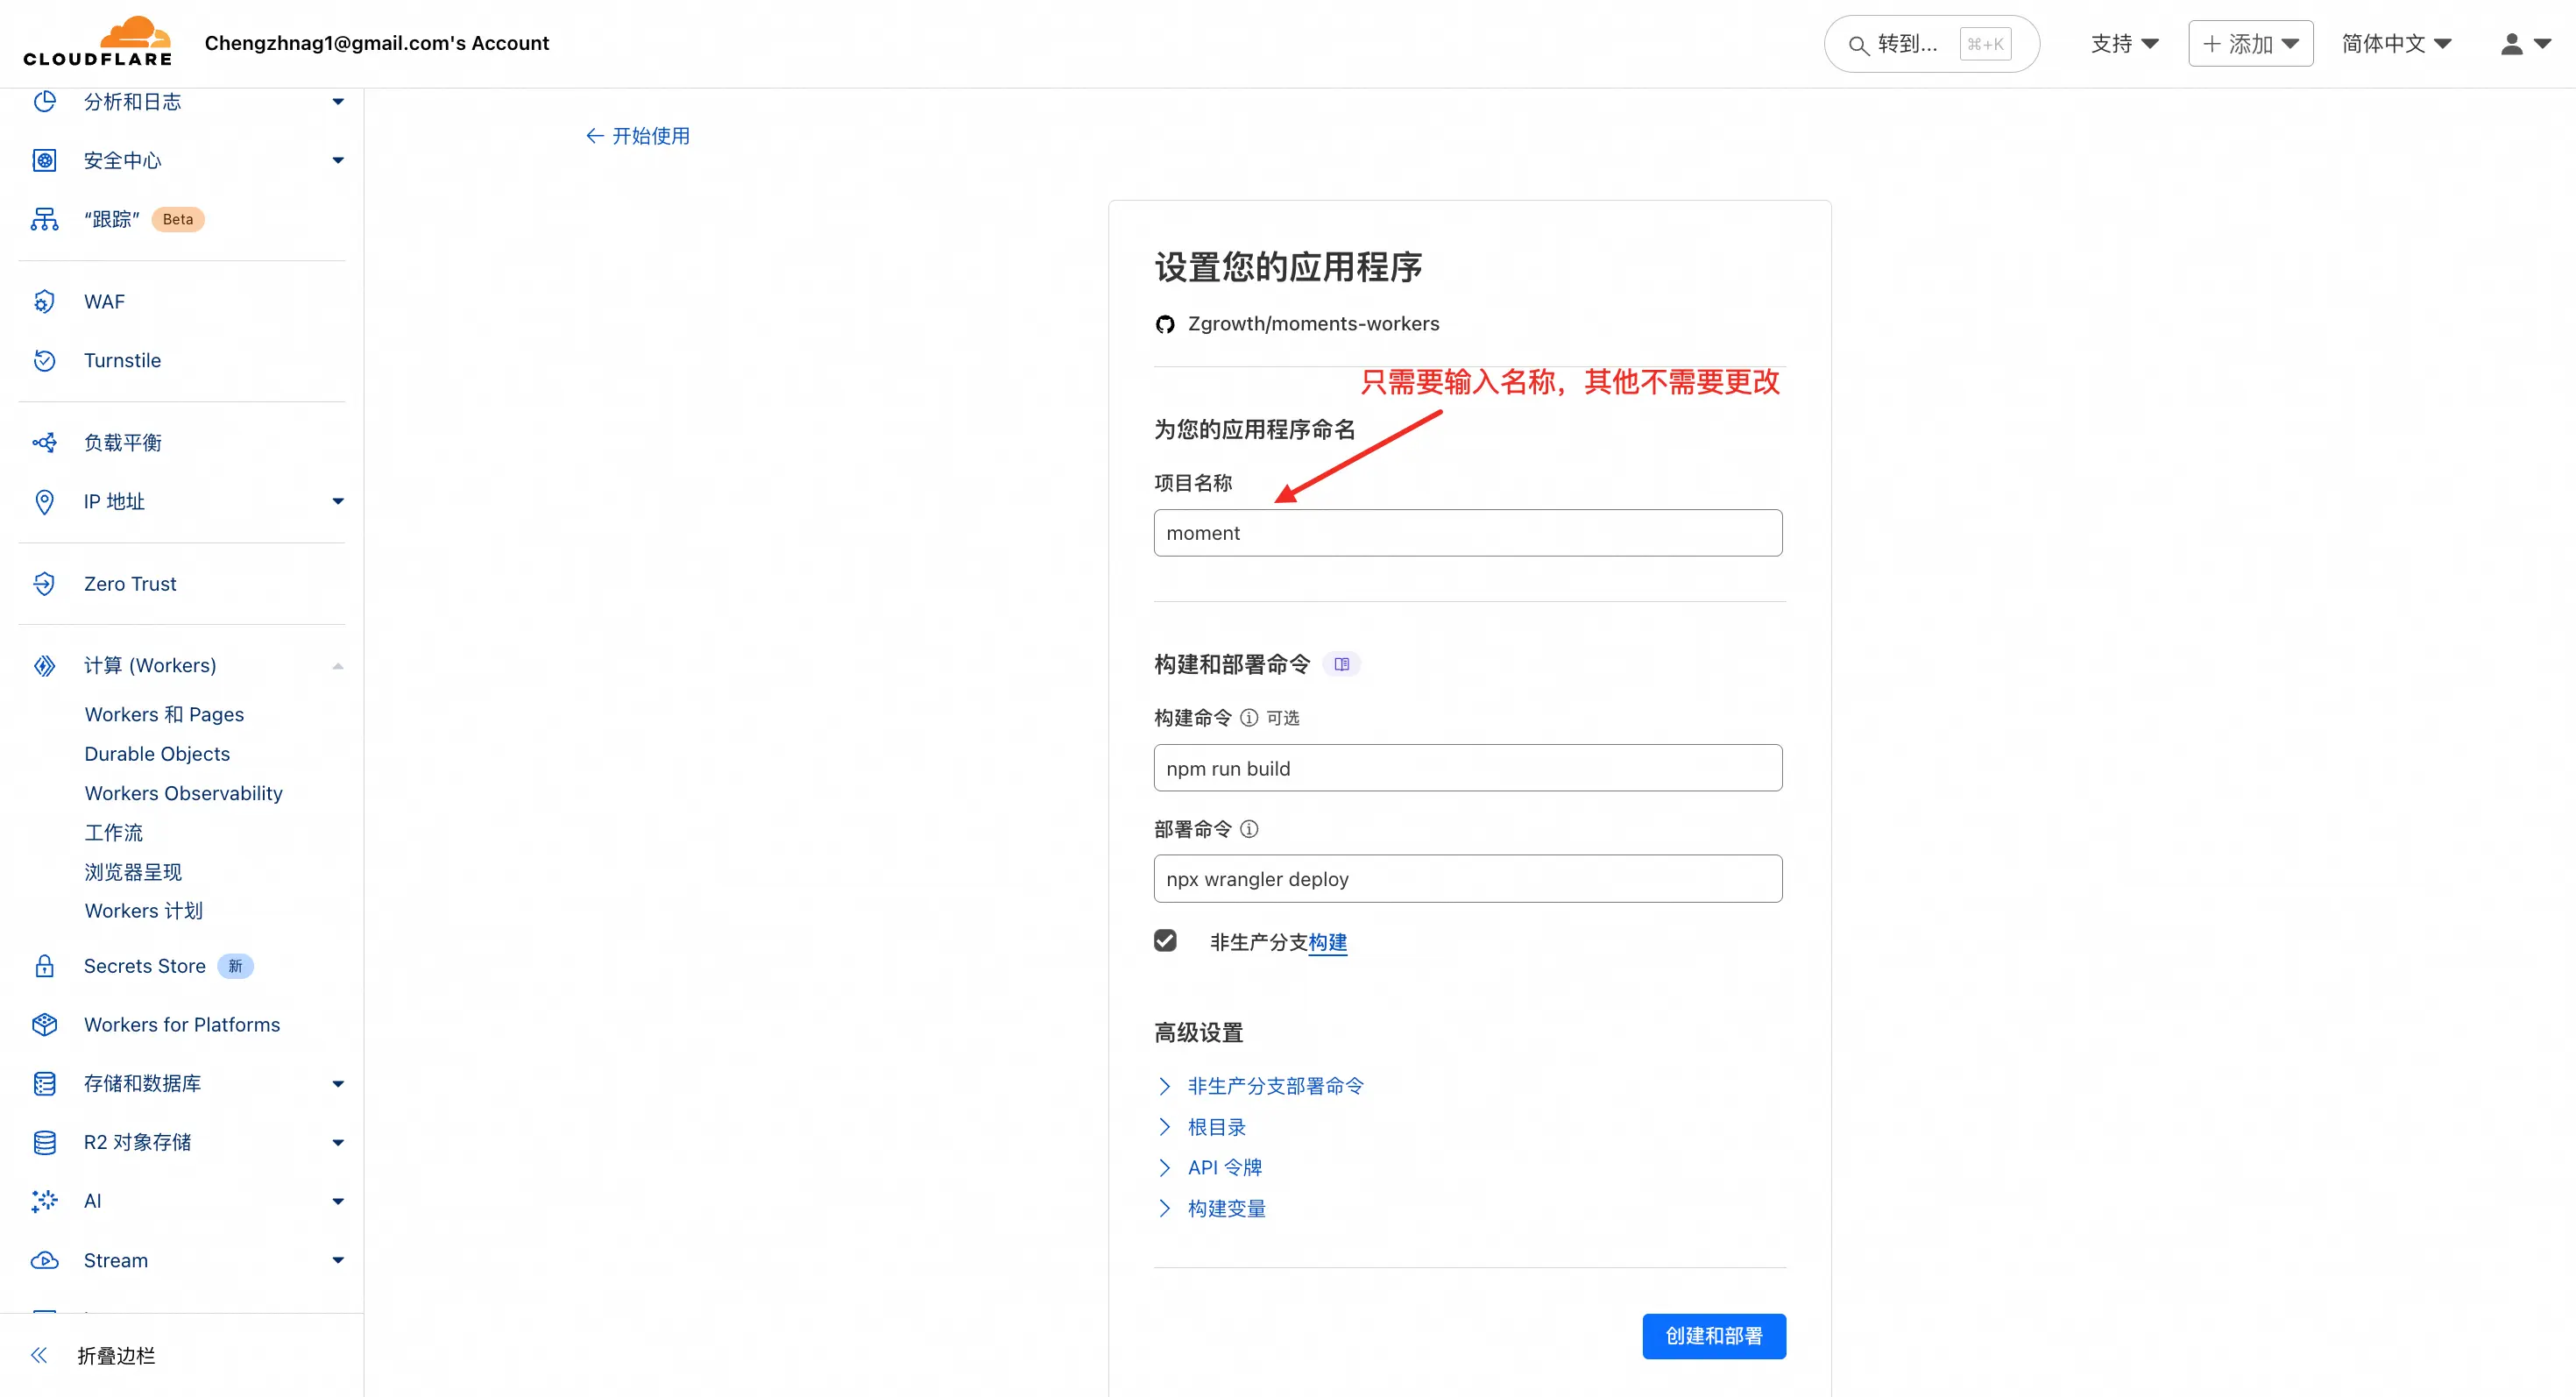 CLOUDFLARE
Chengzhnag1@gmail.com's Account
转到...
⌘+K
支持
添加
简体中文
分析和日志
安全中心
“跟踪”
Beta
WAF
Turnstile
负载平衡
IP 地址
Zero Trust
计算 (Workers)
Workers 和 Pages
Durable Objects
Workers Observability
工作流
浏览器呈现
Workers 计划
Secrets Store
新
Workers for Platforms
存储和数据库
R2 对象存储
AI
Stream
折叠边栏
开始使用
设置您的应用程序
Zgrowth/moments-workers
只需要输入名称，其他不需要更改
为您的应用程序命名
项目名称
moment
构建和部署命令
构建命令 可选
npm run build
部署命令
npx wrangler deploy
非生产分支构建
高级设置
非生产分支部署命令
根目录
API 令牌
构建变量
创建和部署